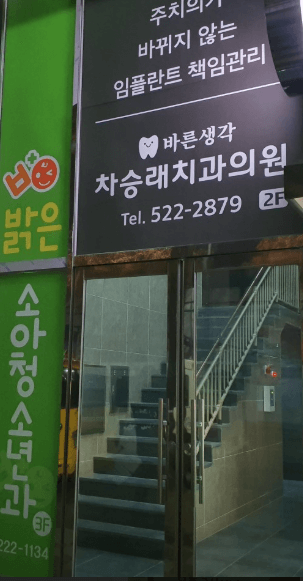 주치의가
바뀌지 않는
임플란트 책임관리
바른생각
차승래치과의원
Tel. 522-2879 2F
밝은
소아청소년과
3F
222-1134